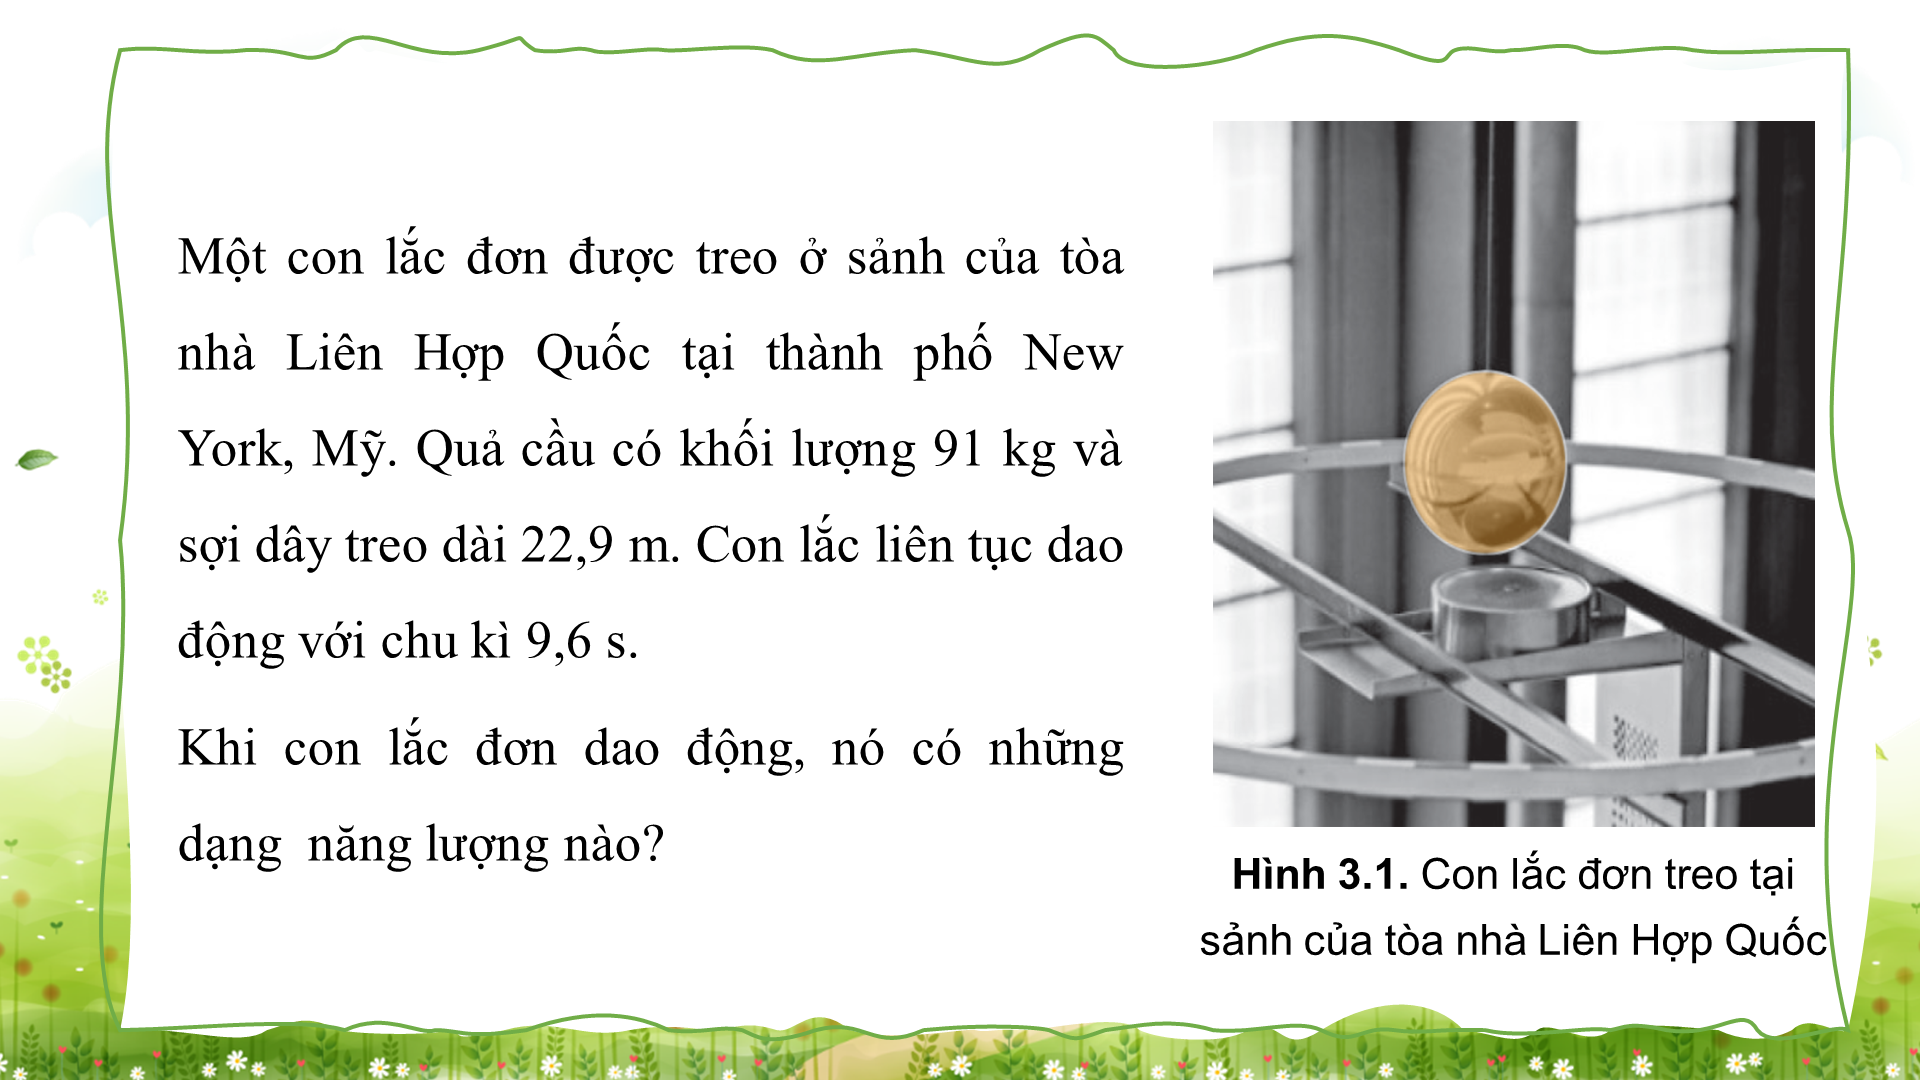 Một con lắc đơn được treo ở sảnh của tòa
nhà Liên Hợp Quốc tại thành phố New
York, Mỹ. Quả cầu có khối lượng 91 kg và
sợi dây treo dài 22,9 m. Con lắc liên tục dao
động với chu kì 9,6 s.
Khi con lắc đơn dao động, nó có những
dạng năng lượng nào?
Hình 3.1. Con lắc đơn treo tại
sảnh của tòa nhà Liên Hợp Quốc